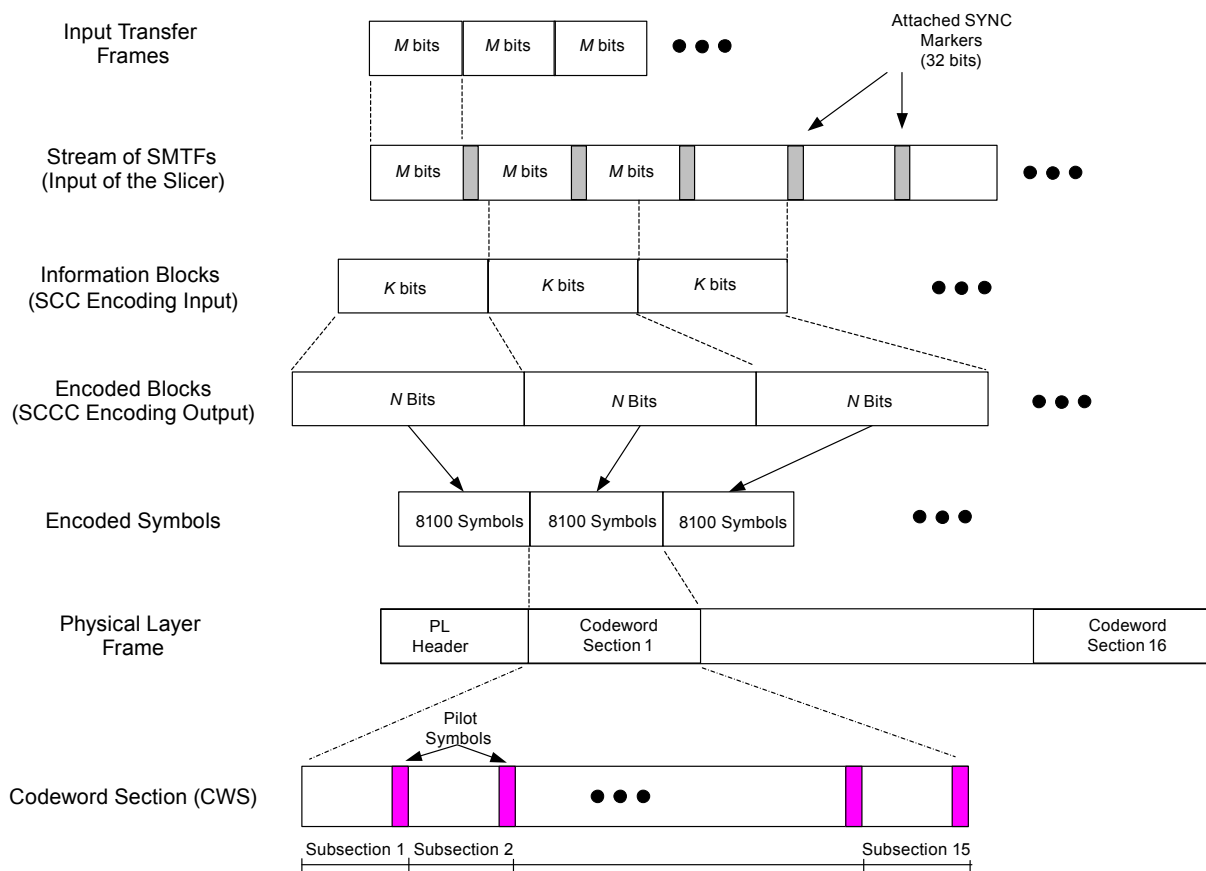 Input Transfer
Frames
M bits
M bits
M bits
Attached SYNC
Markers
(32 bits)
Stream of SMTFs
(Input of the Slicer)
M bits
M bits
M bits
Information Blocks
(SCC Encoding Input)
K bits
K bits
K bits
Encoded Blocks
(SCCC Encoding Output)
N Bits
N Bits
N Bits
Encoded Symbols
8100 Symbols
8100 Symbols
8100 Symbols
Physical Layer
Frame
PL
Header
Codeword
Section 1
Codeword
Section 16
Pilot
Symbols
Codeword Section (CWS)
Subsection 1
Subsection 2
Subsection 15